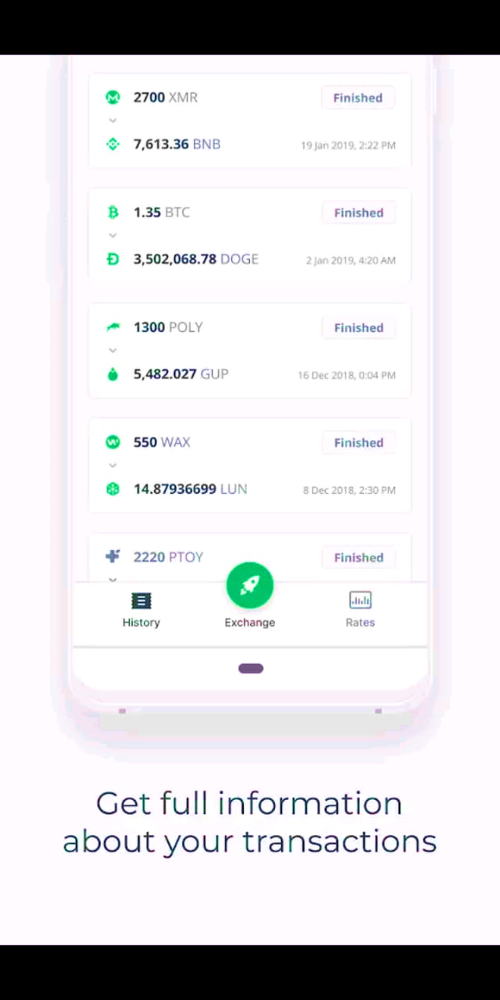 2700 XMR
Finished
7,613.36 BNB
19 Jan 2019, 2:22 PM
1.35 BTC
Finished
3,502,068.78 DOGE
2 Jan 2019, 4:20 AM
1300 POLY
Finished
5,482.027 GUP
16 Dec 2018, 0:04 PM
550 WAX
Finished
14.87936699 LUN
8 Dec 2018, 2:30 PM
2220 PTOY
Finished
History
Exchange
Rates
Get full information
about your transactions